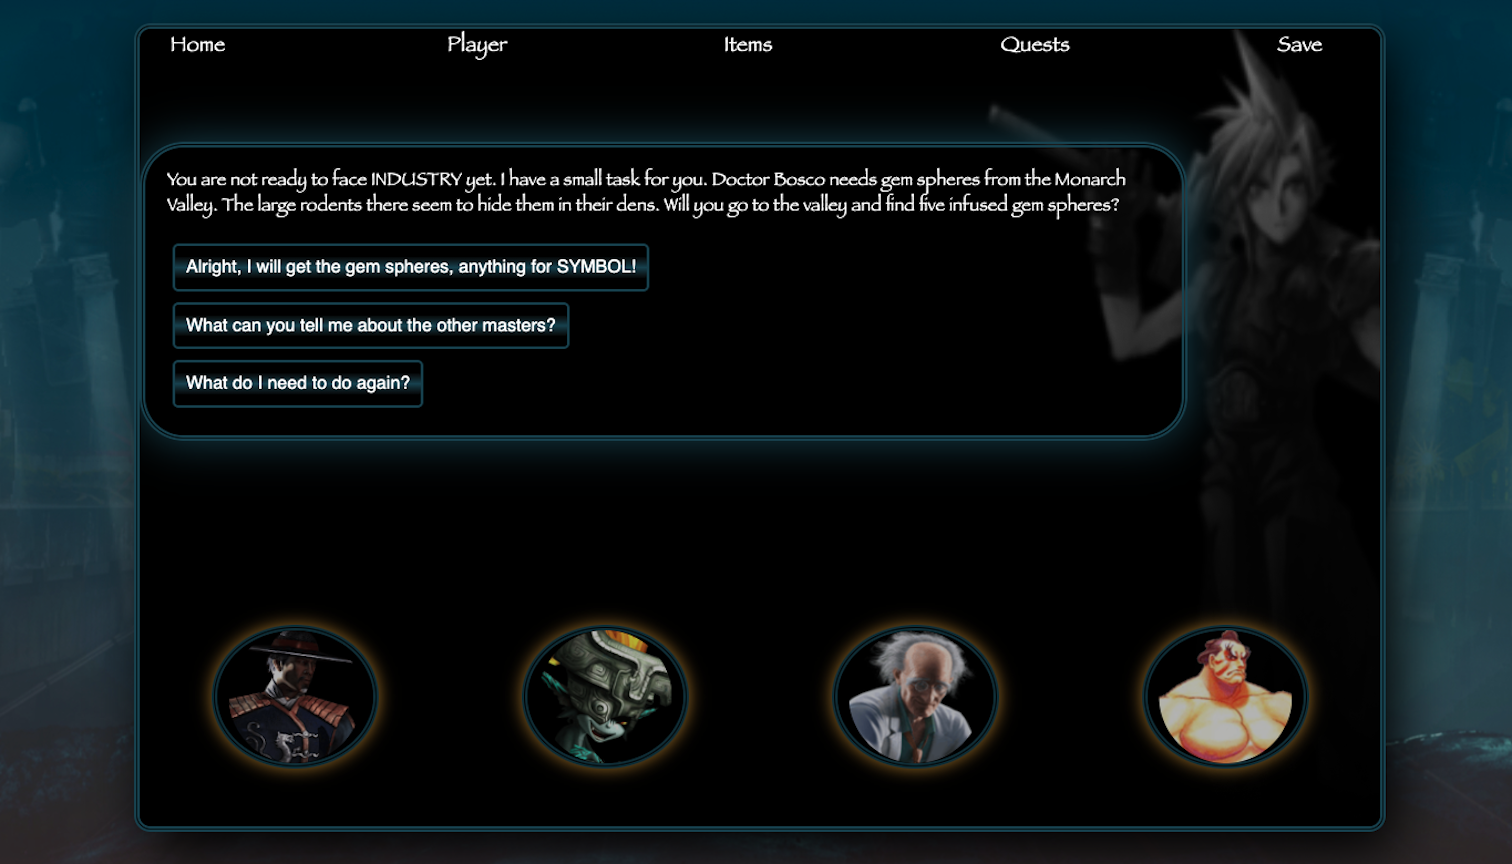 Home Player Items Quests Save
You are not ready to face INDUSTRY yet. I have a small task for you. Doctor Bosco needs gem spheres from the Monarch
Valley. The large rodents there seem to hide them in their dens. Will you go to the valley and find five infused gem spheres?
Alright, I will get the gem spheres, anything for SYMBOL!
What can you tell me about the other masters?
What do I need to do again?